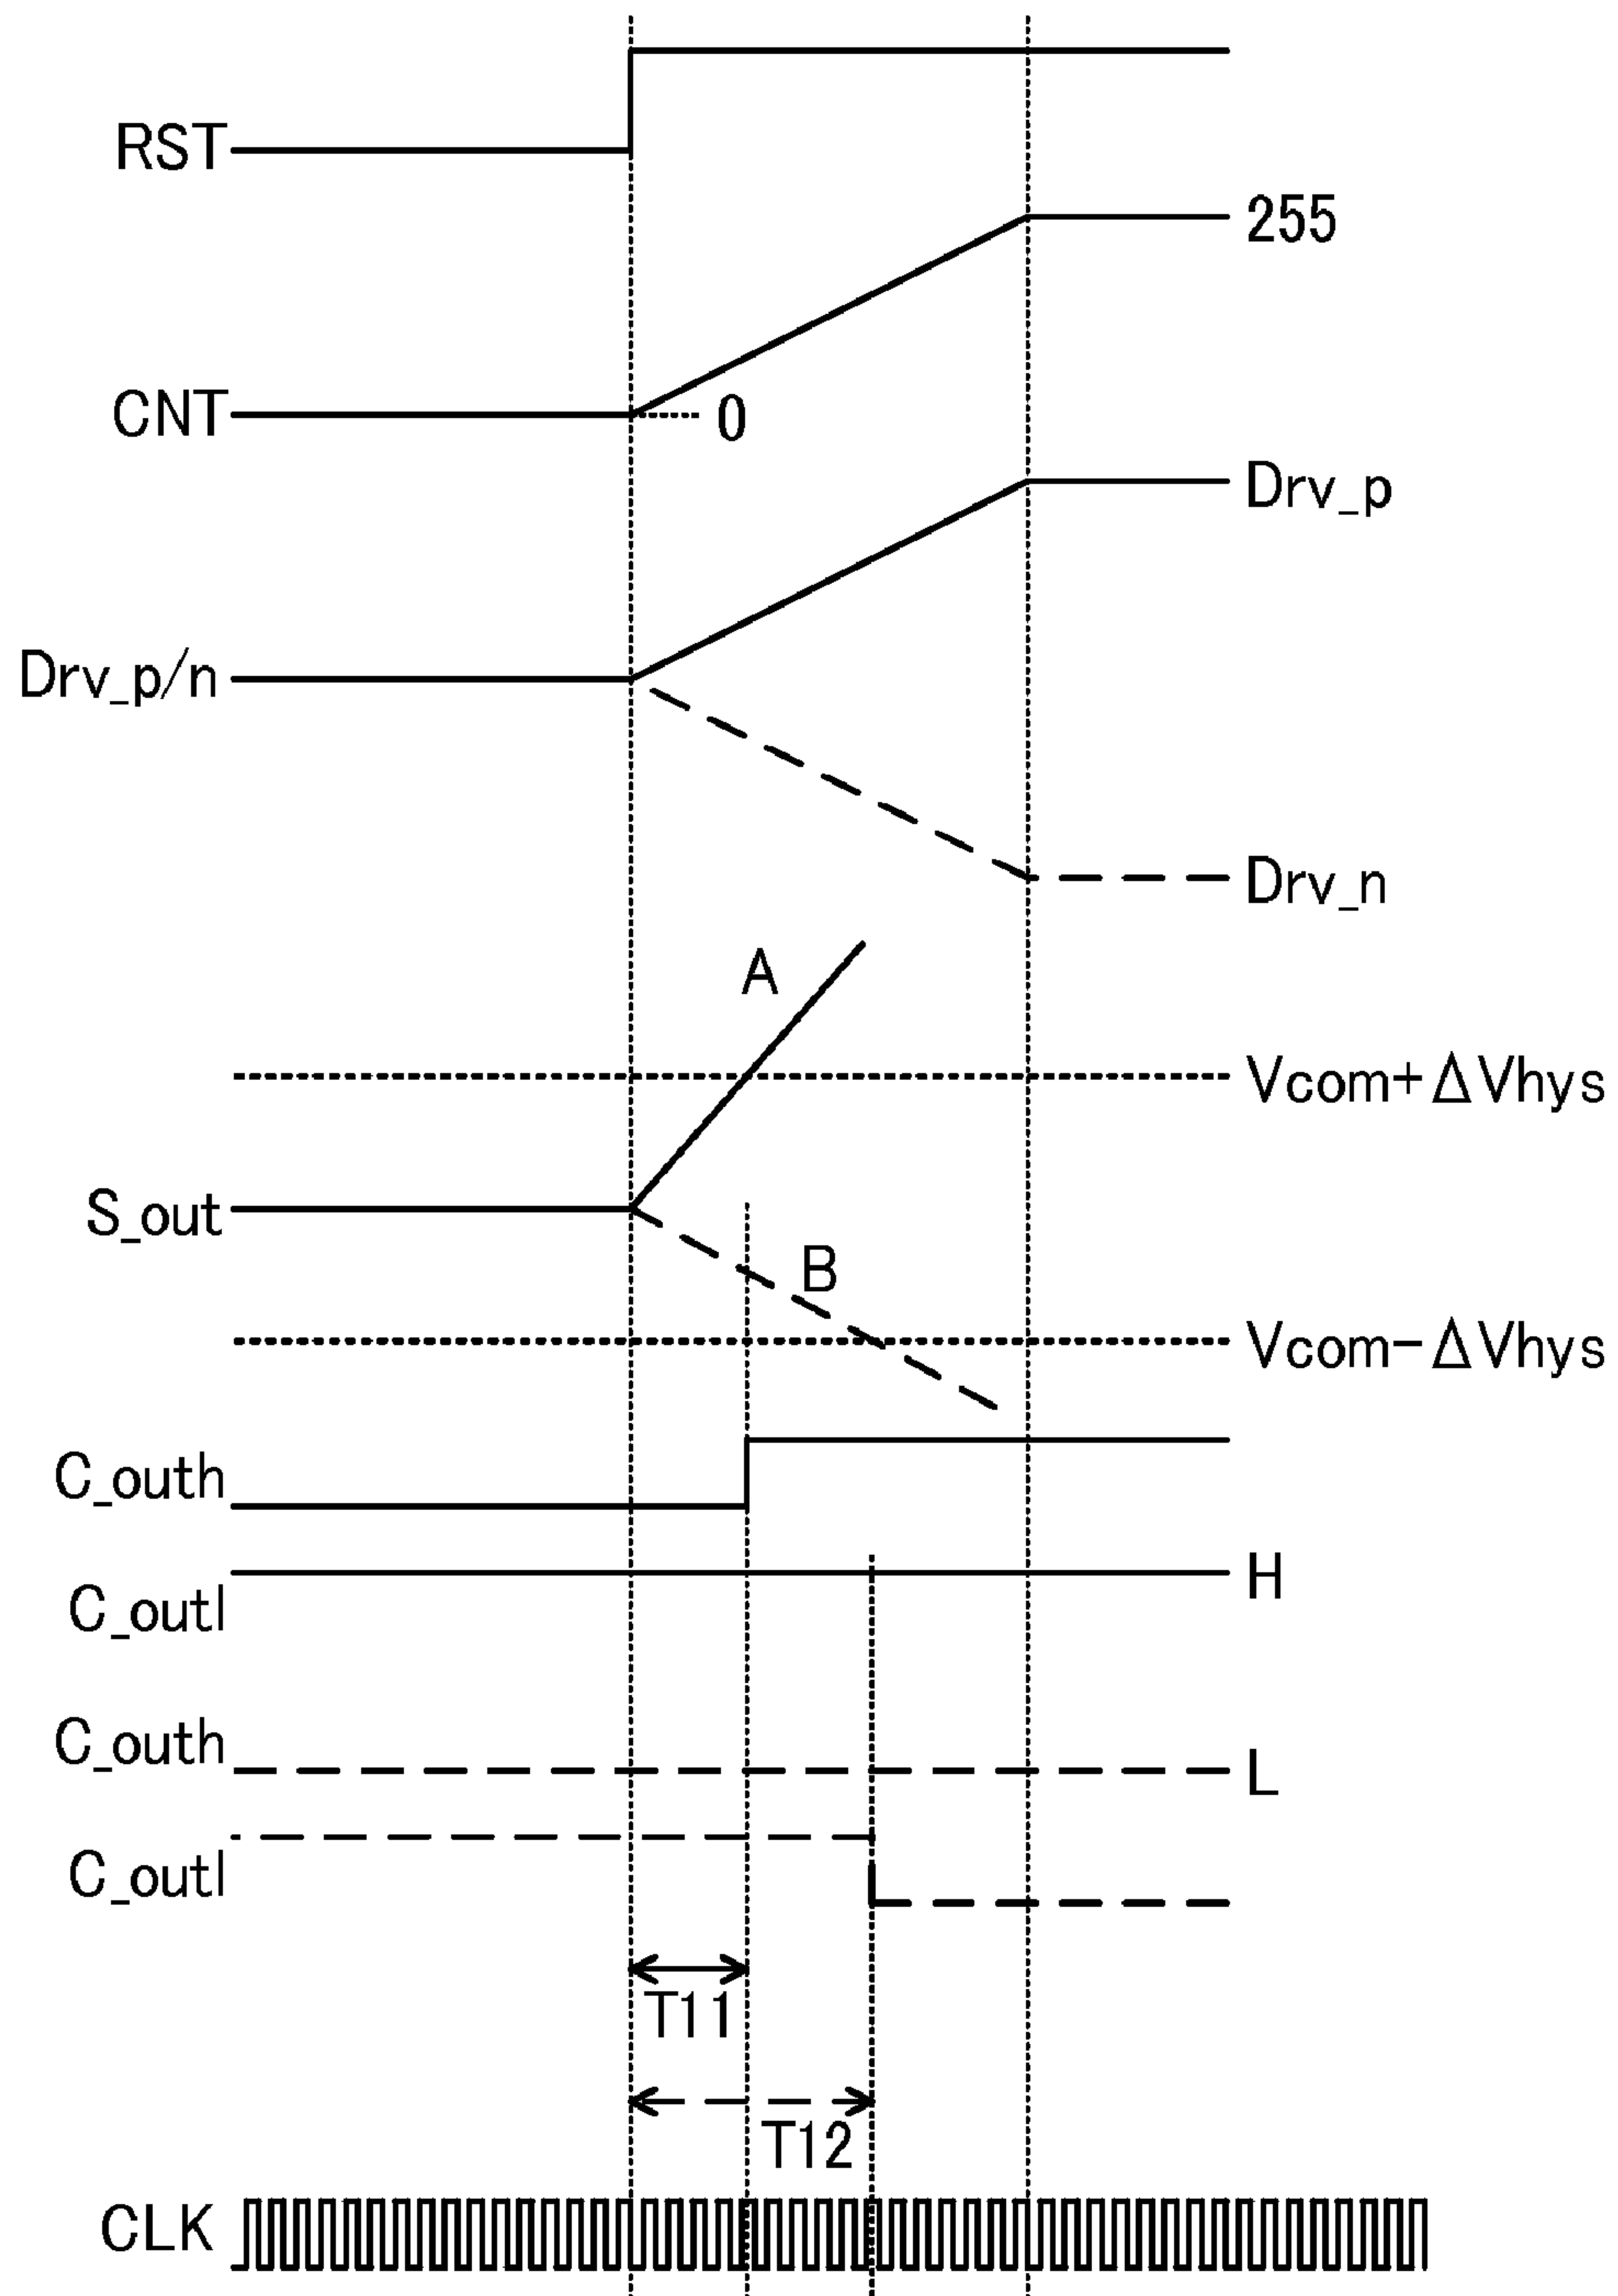 RST
255
CNT
0
Drv_p
Drv_p/n
Drv_n
A
Vcom+ΔVhys
S_out
B
Vcom-ΔVhys
C_outh
H
C_outl
C_outh
L
C_outl
T11
T12
CLK